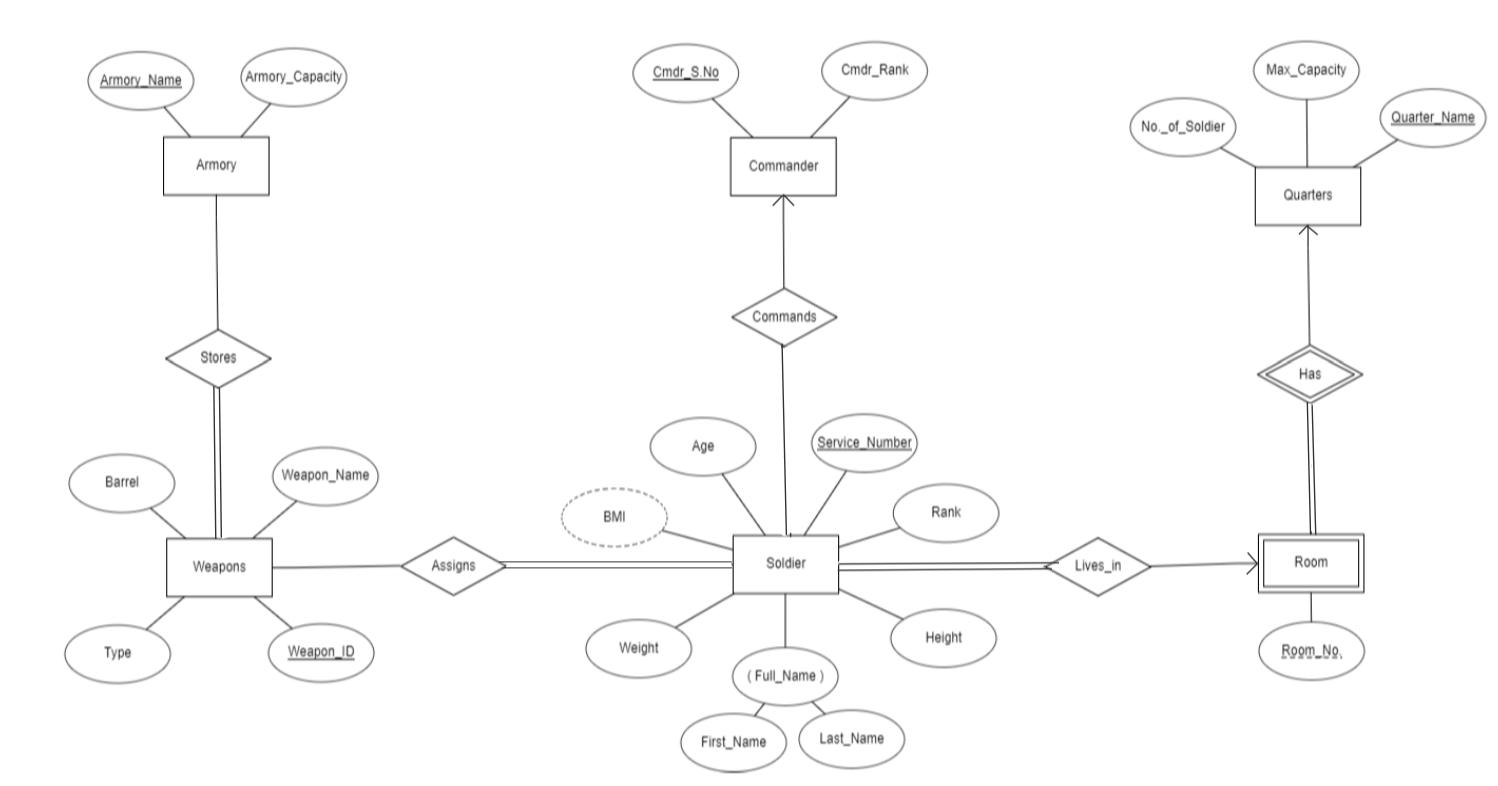 Armory_Name
Armory_Capacity
Cmdr_S.No
Cmdr_Rank
Max_Capacity
No._of_Soldier
Quarter_Name
Armory
Commander
Quarters
Stores
Commands
Has
Age
Service_Number
Barrel
Weapon_Name
BMI
Rank
Weapons
Assigns
Soldier
Lives_in
Room
Type
Weapon_ID
Weight
Height
Room_No.
( Full_Name )
First_Name
Last_Name